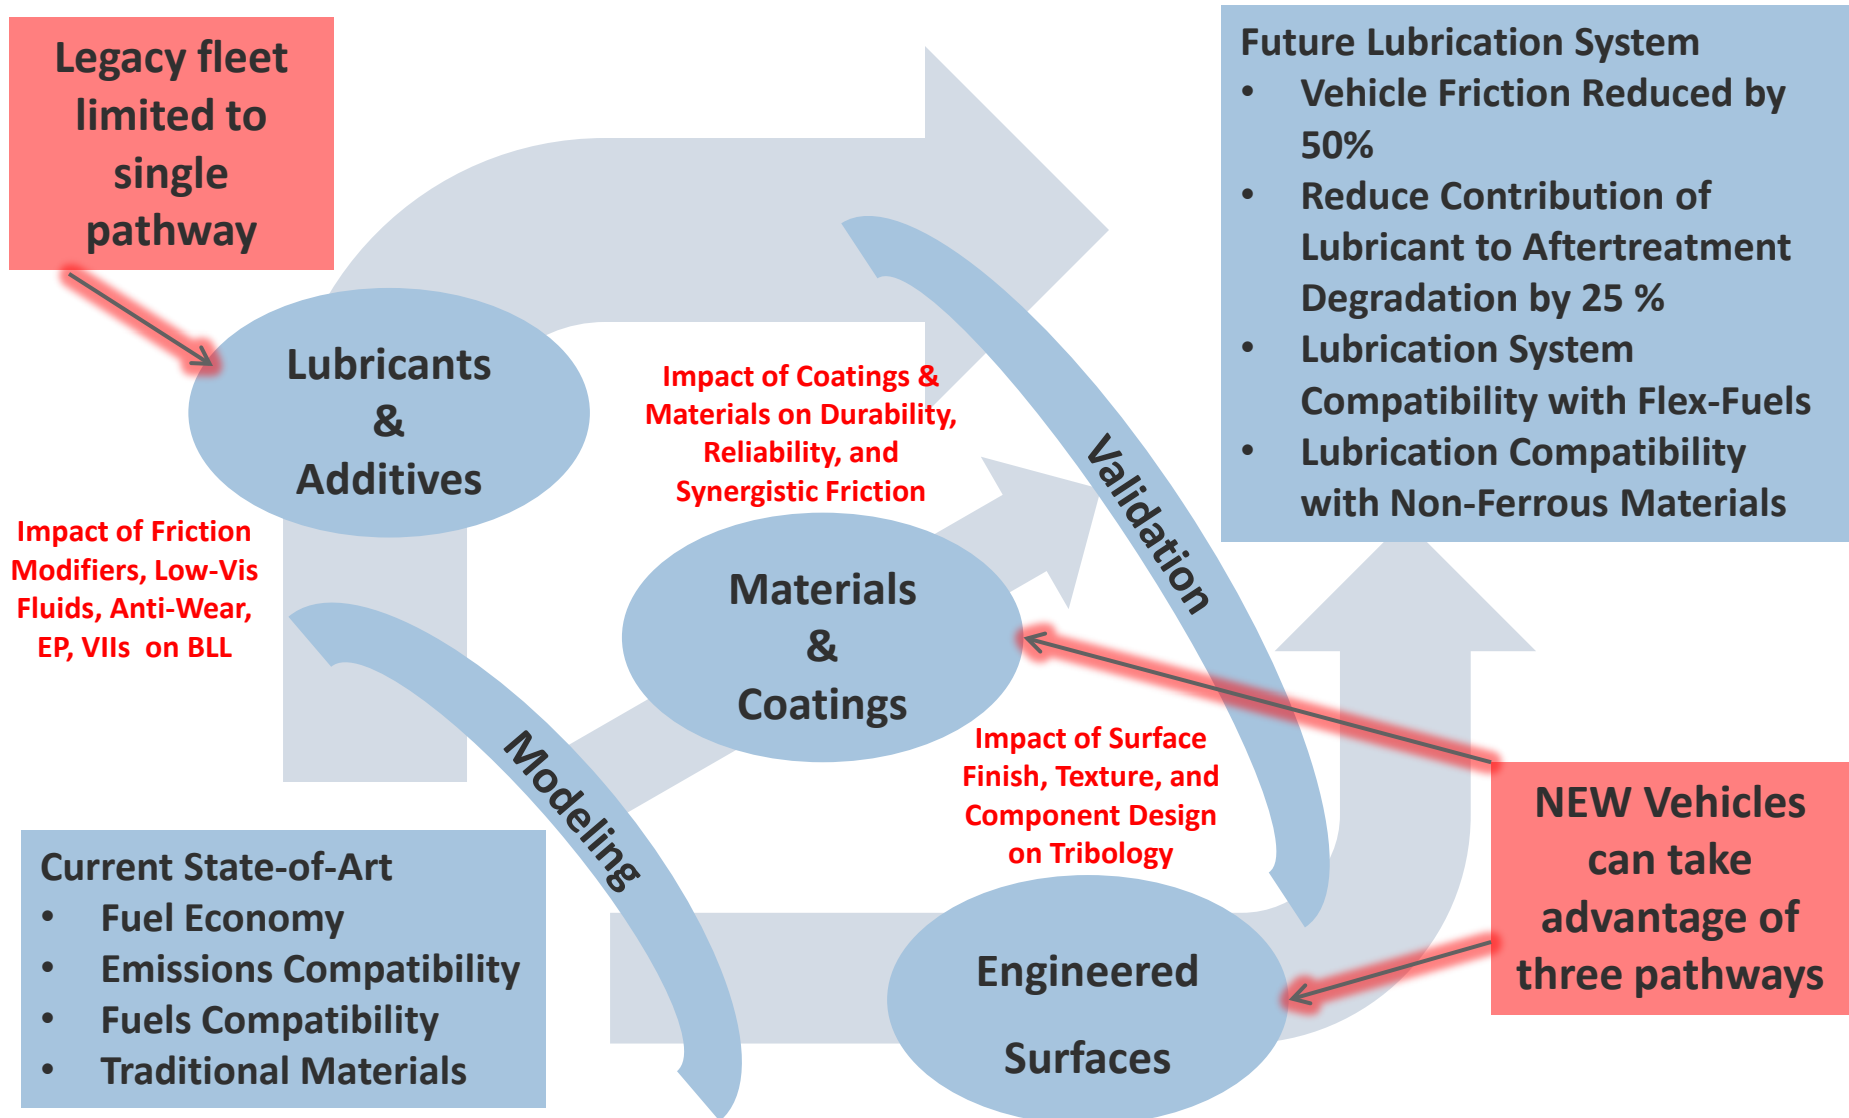 Legacy fleet
limited to
single
pathway
Future Lubrication System
• Vehicle Friction Reduced by
50%
• Reduce Contribution of
Lubricant to Aftertreatment
Degradation by 25 %
• Lubrication System
Compatibility with Flex-Fuels
• Lubrication Compatibility
with Non-Ferrous Materials
Lubricants
&
Additives
Impact of Coatings &
Materials on Durability,
Reliability, and
Synergistic Friction
Validation
Impact of Friction
Modifiers, Low-Vis
Fluids, Anti-Wear,
EP, VIIs on BLL
Materials
&
Coatings
Modeling
Impact of Surface
Finish, Texture, and
Component Design
on Tribology
NEW Vehicles
can take
advantage of
three pathways
Current State-of-Art
• Fuel Economy
• Emissions Compatibility
• Fuels Compatibility
• Traditional Materials
Engineered
Surfaces